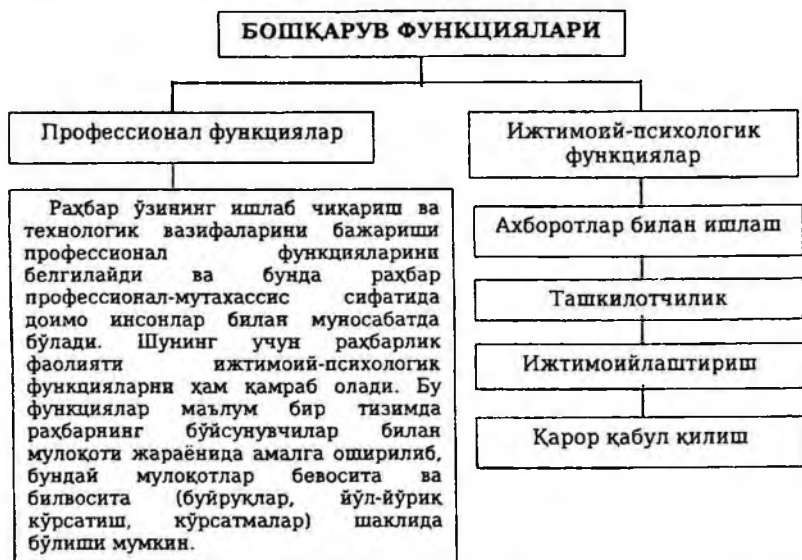 БОШҚАРУВ ФУНКЦИЯЛАРИ
Профессионал функциялар
Раҳбар ўзининг ишлаб чиқариш ва
технологик вазифаларини бажариши
профессионал функцияларини
белгилайди ва бунда раҳбар
профессионал-мутахассис сифатида
доимо инсонлар билан муносабатда
бўлади. Шунинг учун раҳбарлик
фаолияти ижтимоий-психологик
функцияларни ҳам қамраб олади. Бу
функциялар маълум бир тизимда
раҳбарнинг бўйсунувчилар билан
мулоқоти жараёнида амалга оширилиб,
бундай мулоқотлар бевосита ва
билвосита (буйруқлар, йўл-йўриқ
кўрсатиш, кўрсатмалар) шаклида
бўлиши мумкин.
Ижтимоий-психологик
функциялар
Ахборотлар билан ишлаш
Ташкилотчилик
Ижтимоийлаштириш
Қарор қабул қилиш